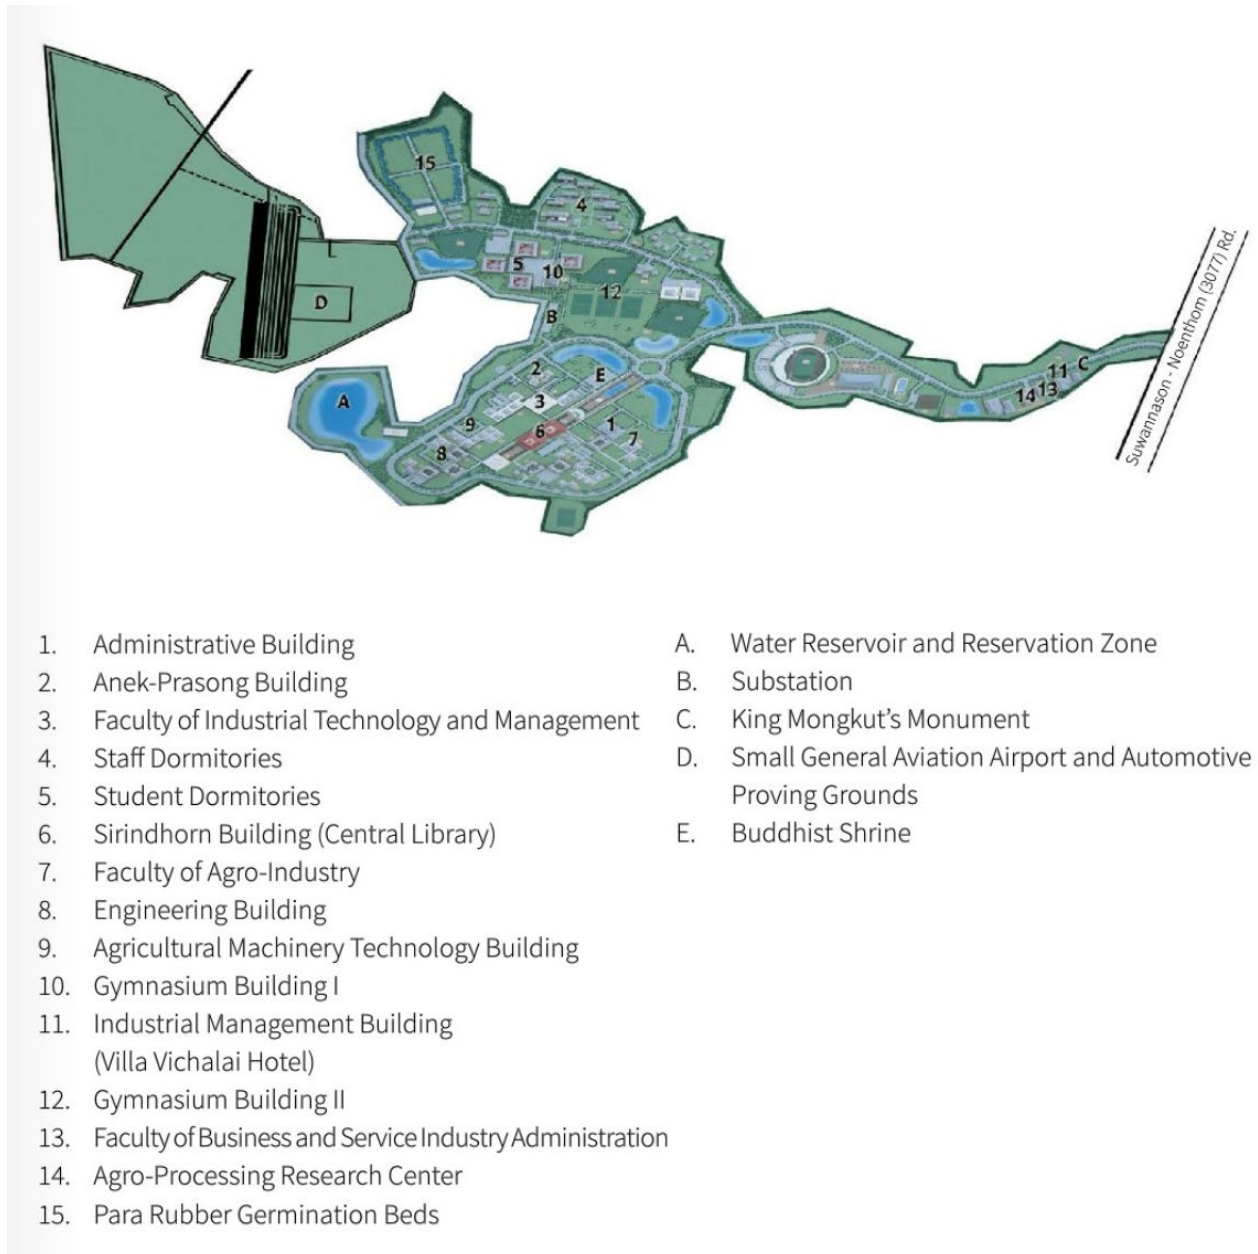 15
4
5
10
12
D
B
2
E
A
3
9
6
1
7
8
11
C
14
13
Suwannason - Noenthom (3077) Rd.
1. Administrative Building
2. Anek-Prasong Building
3. Faculty of Industrial Technology and Management
4. Staff Dormitories
5. Student Dormitories
6. Sirindhorn Building (Central Library)
7. Faculty of Agro-Industry
8. Engineering Building
9. Agricultural Machinery Technology Building
10. Gymnasium Building I
11. Industrial Management Building
(Villa Vichalai Hotel)
12. Gymnasium Building II
13. Faculty of Business and Service Industry Administration
14. Agro-Processing Research Center
15. Para Rubber Germination Beds
A. Water Reservoir and Reservation Zone
B. Substation
C. King Mongkut’s Monument
D. Small General Aviation Airport and Automotive
Proving Grounds
E. Buddhist Shrine